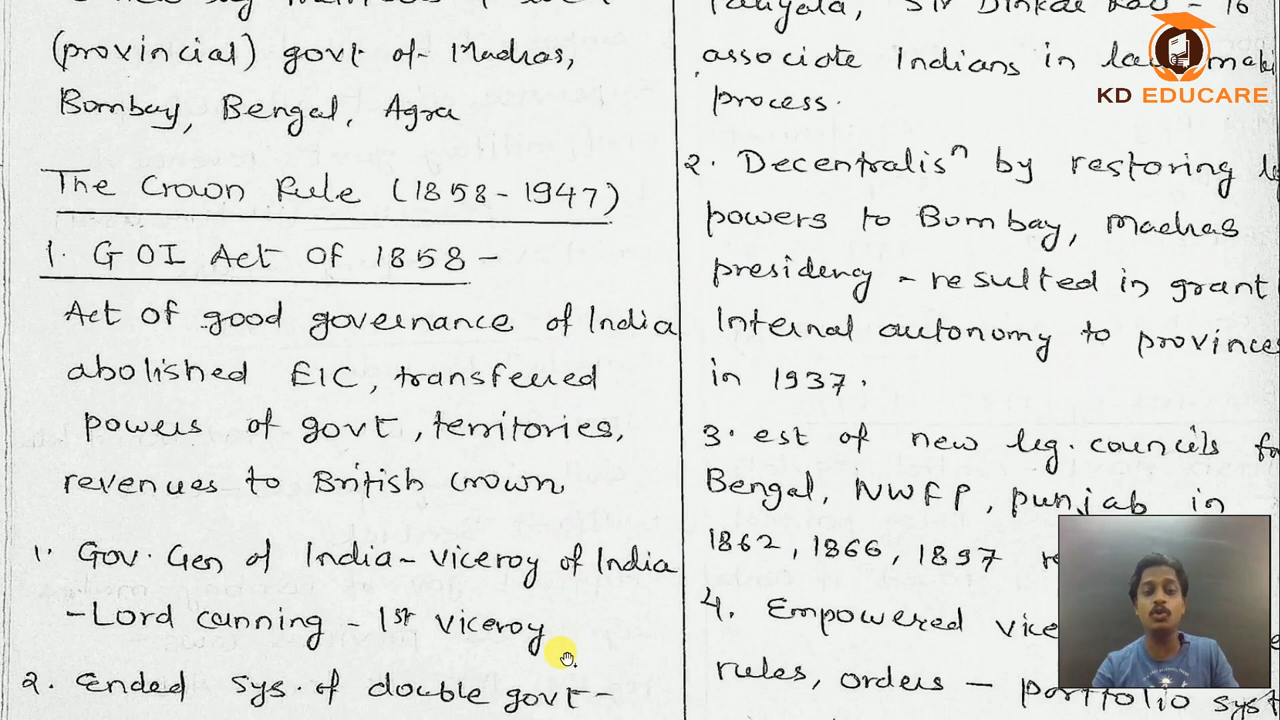 (provincial) govt of - Madras,
Bombay, Bengal, Agra
The Crown Rule (1858-1947)
1. GOI Act of 1858 -
Act of good governance of India
abolished EIC, transferred
powers of govt, territories,
revenues to British crown
1. Gov. Gen of India - viceroy of India
- Lord canning - 1st viceroy
2. Ended sys. of double govt -
Sir Dinkar Rao - to
associate Indians in law
process.
2. Decentralisn by restoring
powers to Bombay, Madras
presidency - resulted in grant
Internal autonomy to provinces
in 1937.
3. est of new leg. councils
Bengal, NWFP, punjab in
1862, 1866, 1897
4. Empowered
rules, orders - portfolio
KD EDUCARE